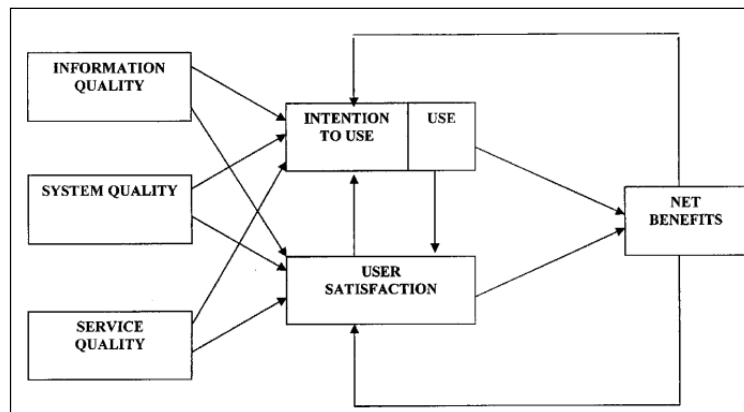 INFORMATION
QUALITY
SYSTEM QUALITY
SERVICE
QUALITY
INTENTION
TO USE
USE
USER
SATISFACTION
NET
BENEFITS